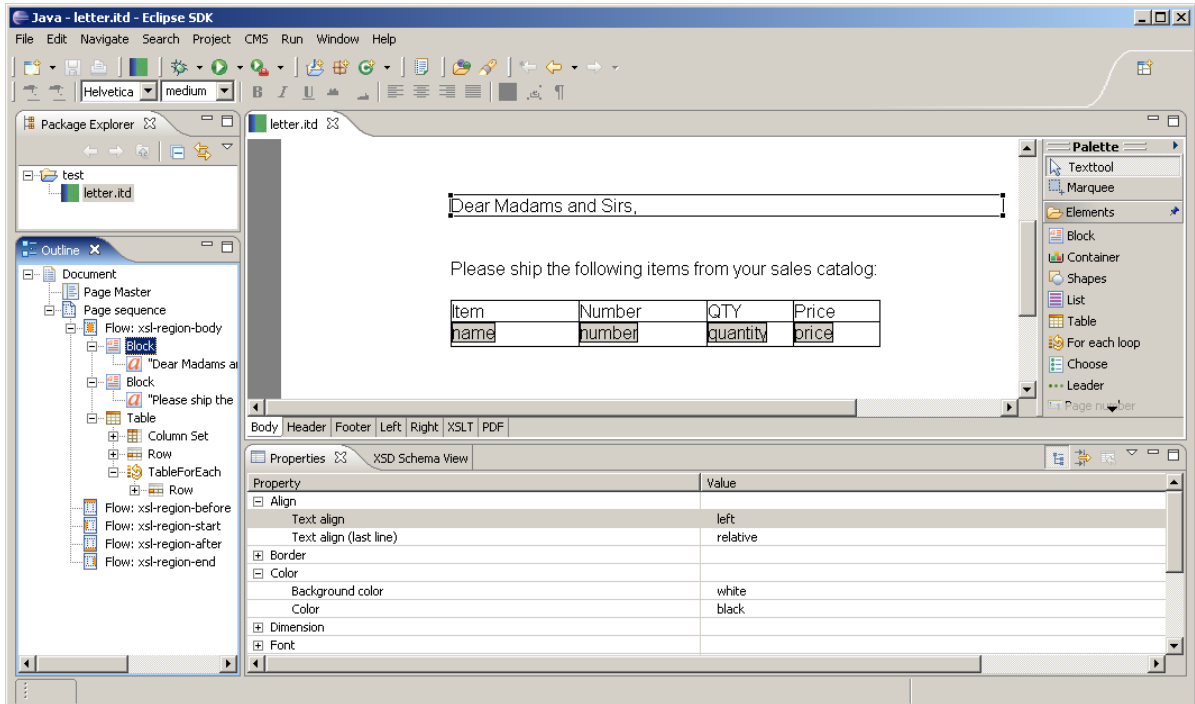 Java - letter.itd - Eclipse SDK
File Edit Navigate Search Project CMS Run Window Help
Helvetica medium B I U
Package Explorer
test
letter.itd
Outline
Document
Page Master
Page sequence
Flow: xsl-region-body
Block
"Dear Madams a
Block
"Please ship the
Table
Column Set
Row
TableForEach
Row
Flow: xsl-region-before
Flow: xsl-region-start
Flow: xsl-region-after
Flow: xsl-region-end
letter.itd
Dear Madams and Sirs,
Please ship the following items from your sales catalog:
Item Number QTY Price
name number quantity price
Body Header Footer Left Right XSLT PDF
Palette
Texttool
Marquee
Elements
Block
Container
Shapes
List
Table
For each loop
Choose
Leader
Page number
Properties XSD Schema View
Property Value
Align
Text align left
Text align (last line) relative
Border
Color
Background color white
Color black
Dimension
Font